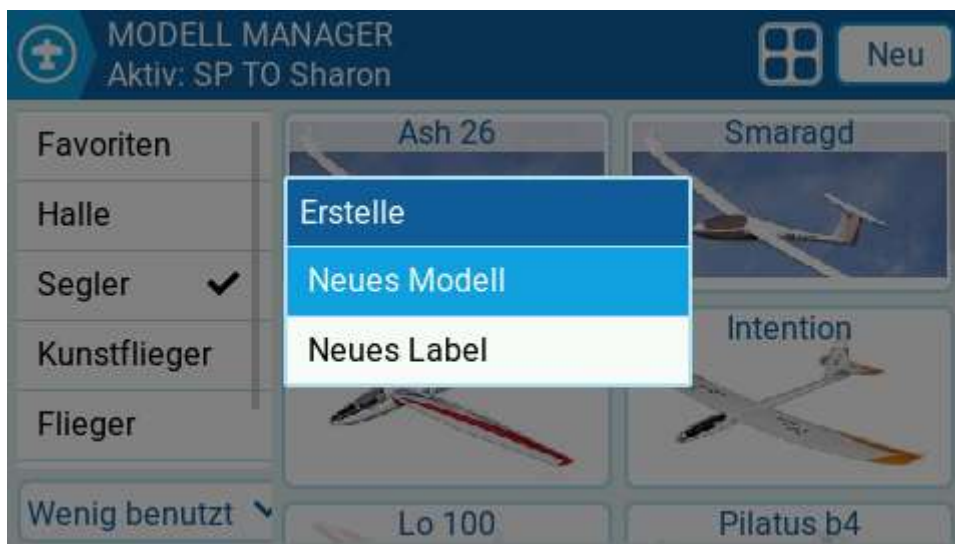 MODELL MANAGER
Aktiv: SP TO Sharon
Neu
Favoriten
Halle
Segler
Kunstflieger
Flieger
Wenig benutzt
Ash 26
Smaragd
Erstelle
Neues Modell
Neues Label
Intention
Lo 100
Pilatus b4